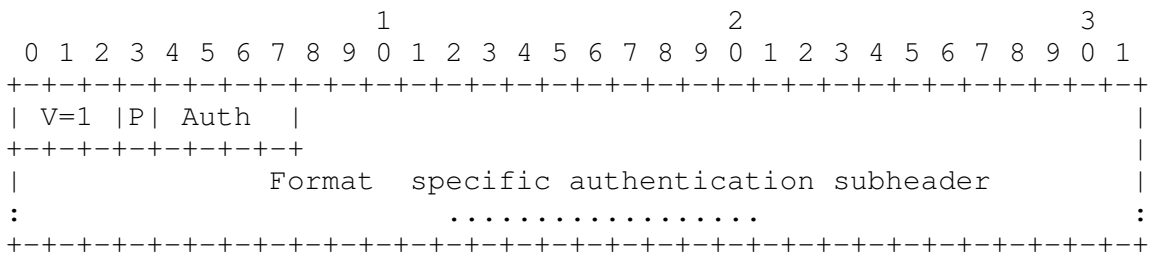 1                   2                   3
 0 1 2 3 4 5 6 7 8 9 0 1 2 3 4 5 6 7 8 9 0 1 2 3 4 5 6 7 8 9 0 1
+-+-+-+-+-+-+-+-+-+-+-+-+-+-+-+-+-+-+-+-+-+-+-+-+-+-+-+-+-+-+-+-+
| V=1 |P| Auth  |                                               |
+-+-+-+-+-+-+-+-+                                               |
|              Format  specific authentication subheader        |
:                        ..................                     :
+-+-+-+-+-+-+-+-+-+-+-+-+-+-+-+-+-+-+-+-+-+-+-+-+-+-+-+-+-+-+-+-+